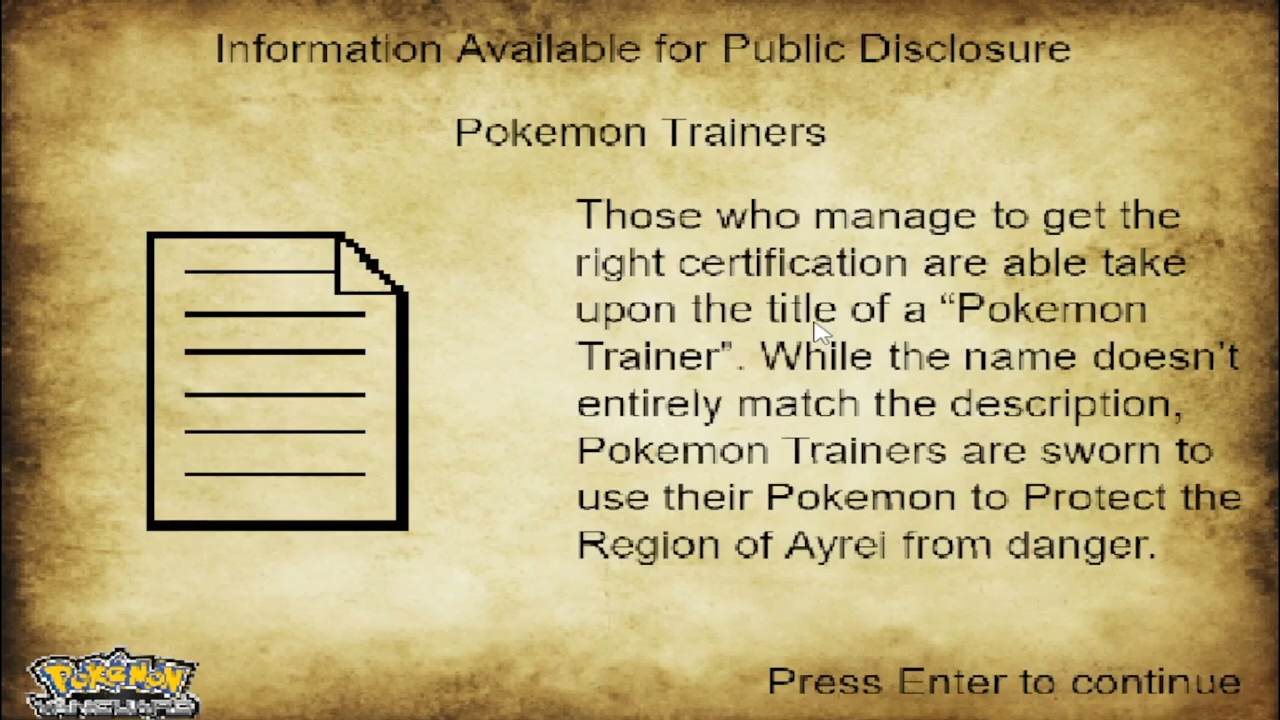 Information Available for Public Disclosure
Pokemon Trainers
Those who manage to get the
right certification are able take
upon the title of a “Pokemon
Trainer”. While the name doesn't
entirely match the description,
Pokemon Trainers are sworn to
use their Pokemon to Protect the
Region of Ayrei from danger.
POKéMON
VANGUARD
Press Enter to continue